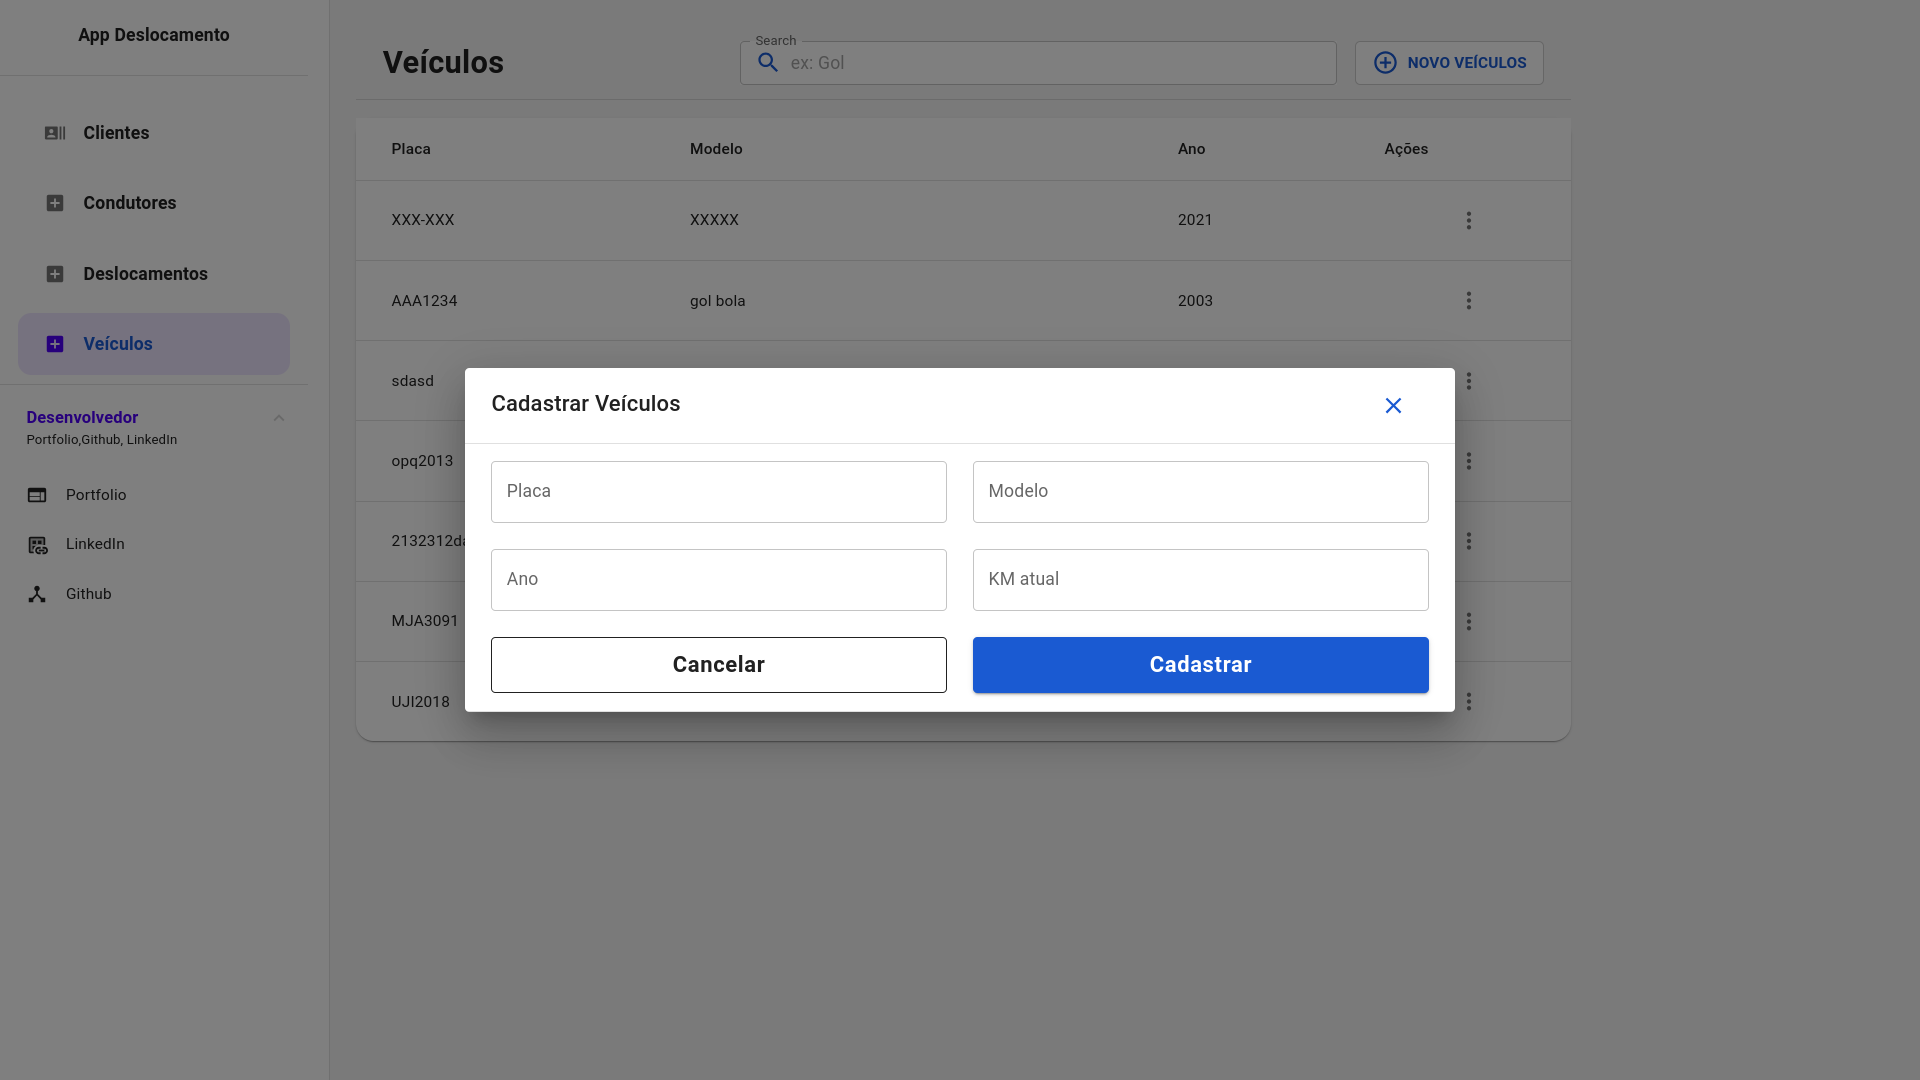 App Deslocamento
Clientes
Condutores
Deslocamentos
Veículos
Desenvolvedor
Portfolio,Github, LinkedIn
Portfolio
LinkedIn
Github
Veículos
Search
ex: Gol
NOVO VEÍCULOS
Placa Modelo Ano Ações
XXX-XXX XXXXX 2021
AAA1234 gol bola 2003
sdasd
opq2013
MJA3091
UJI2018
Cadastrar Veículos
Placa Modelo
Ano KM atual
Cancelar Cadastrar